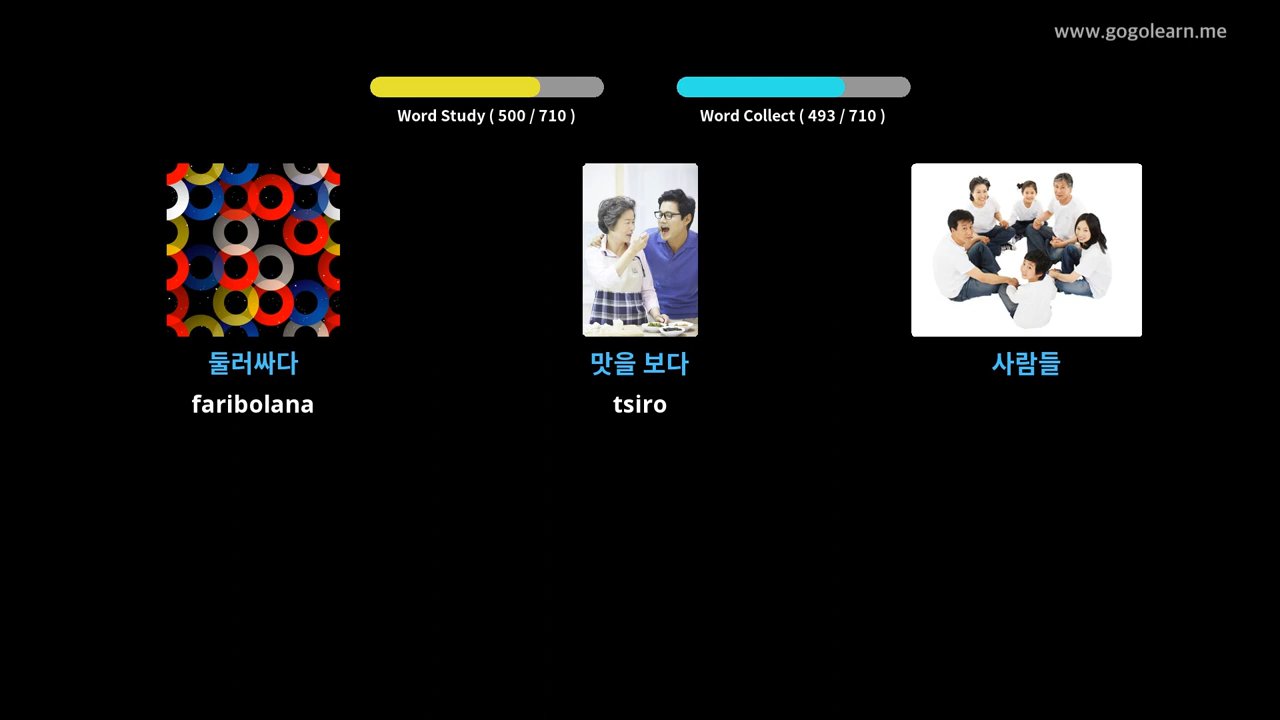 www.gogolearn.me
Word Study ( 500 / 710 )
Word Collect ( 493 / 710 )
둘러싸다
faribolana
맛을 보다
tsiro
사람들